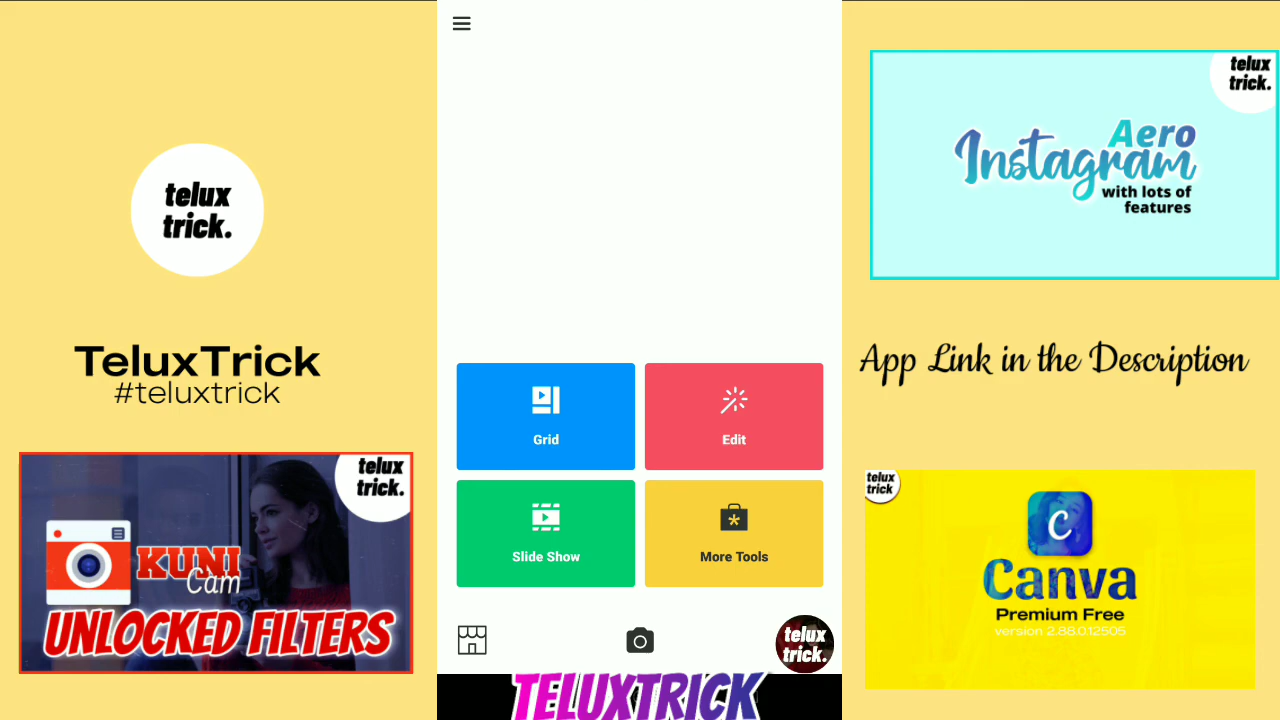 telux
trick.
TeluxTrick
#teluxtrick
telux
trick.
KUNI
Cam
UNLOCKED FILTERS
Grid
Edit
Slide Show
More Tools
telux
trick.
TELUXTRICK
telux
trick.
Aero
Instagram
with lots of
features
App Link in the Description
telux
trick
C
Canva
Premium Free
version 2.88.0.12505